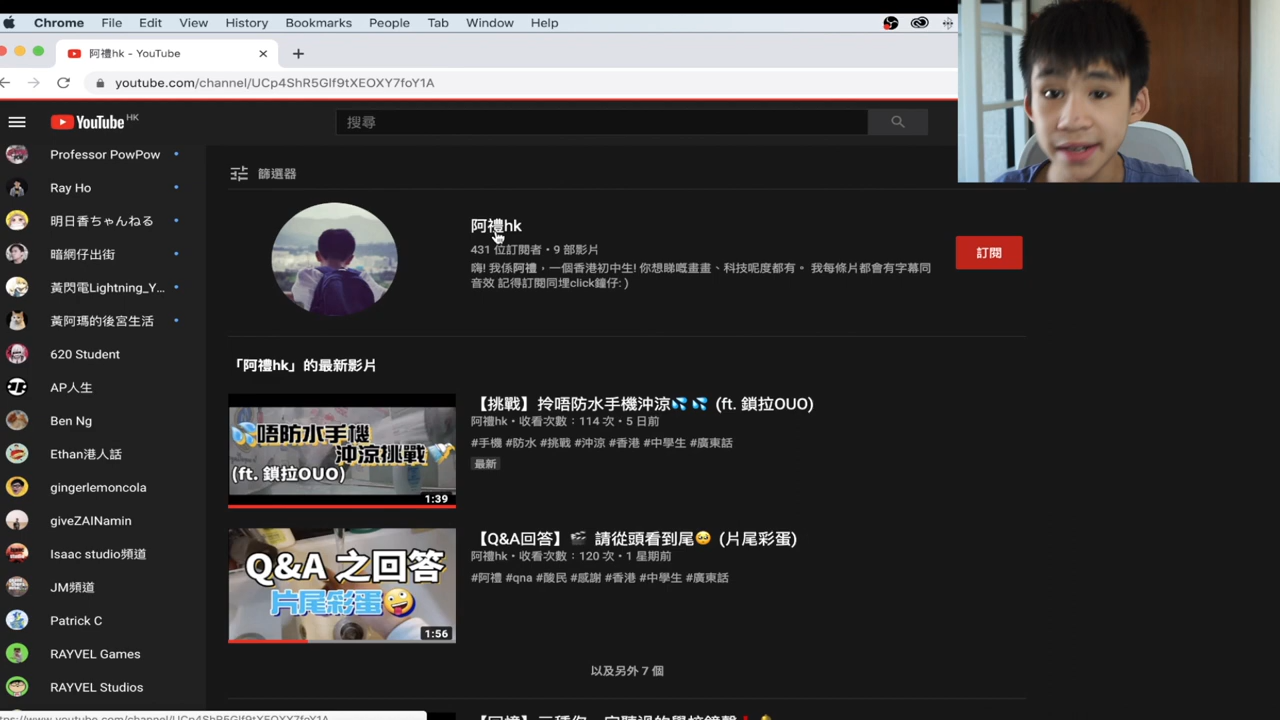 Chrome File Edit View History Bookmarks People Tab Window Help
阿禮hk - YouTube
youtube.com/channel/UCp4ShR5Glf9tXEOXY7foY1A
YouTube HK
搜尋
Professor PowPow
Ray Ho
明日香ちゃんねる
暗網仔出街
黃閃電Lightning_Y...
黃阿瑪的後宮生活
620 Student
AP人生
Ben Ng
Ethan港人話
gingerlemoncola
giveZAINamin
Isaac studio頻道
JM頻道
Patrick C
RAYVEL Games
RAYVEL Studios
篩選器
阿禮hk
431 位訂閱者・9 部影片
嗨! 我係阿禮，一個香港初中生! 你想睇嘅畫畫、科技呢度都有。 我每條片都會有字幕同
音效 記得訂閱同埋click鐘仔: )
訂閱
「阿禮hk」的最新影片
💦唔防水手機
沖涼挑戰🚿
(ft. 鎖拉OUO)
1:39
【挑戰】拎唔防水手機沖涼💦💦 (ft. 鎖拉OUO)
阿禮hk・收看次數：114 次・5 日前
#手機 #防水 #挑戰 #沖涼 #香港 #中學生 #廣東話
最新
Q&A 之回答
片尾彩蛋🤪
1:56
【Q&A回答】🎬 請從頭看到尾🥺 (片尾彩蛋)
阿禮hk・收看次數：120 次・1 星期前
#阿禮 #qna #酸民 #感謝 #香港 #中學生 #廣東話
以及另外 7 個
ttps://www.youtube.com/channel/UCp4ShR5Glf9tXEOXY7foY1A